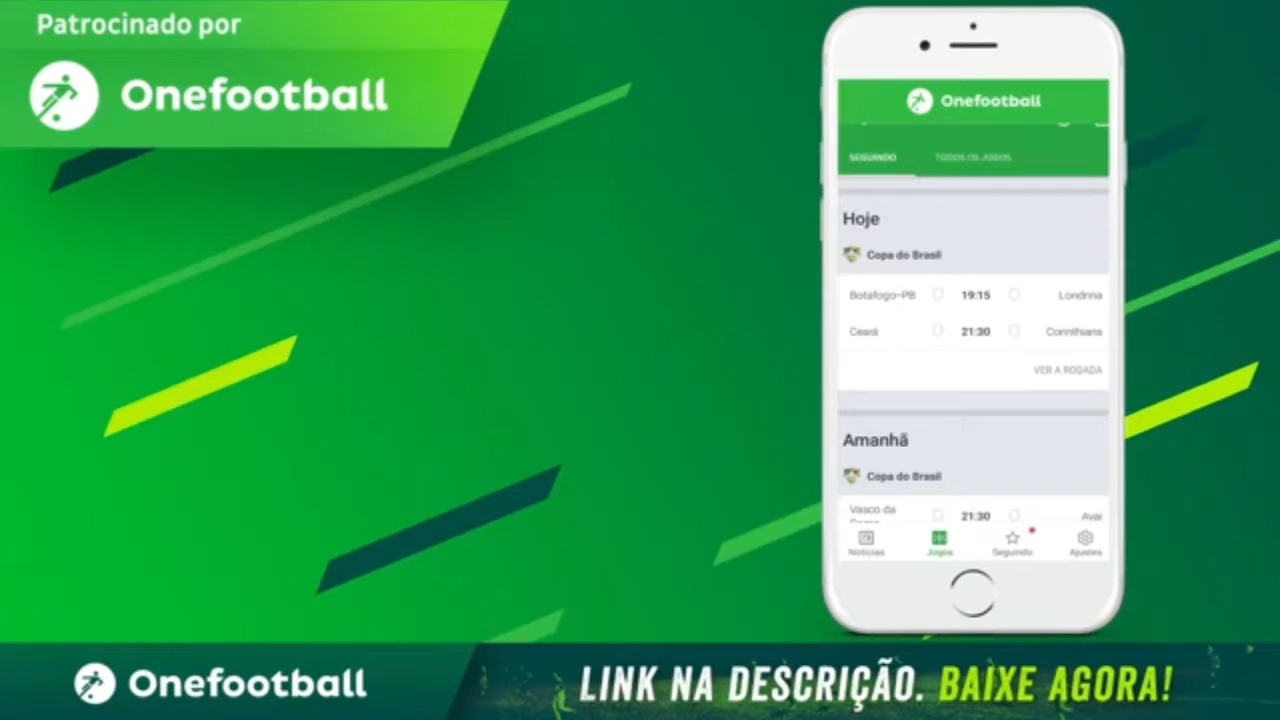 Patrocinado por
Onefootball
Onefootball
SEGUINDO TODOS OS JOGOS
Hoje
Copa do Brasil
Botafogo-PB 19:15 Londrina
Ceará 21:30 Corinthians
VER A RODADA
Amanhã
Copa do Brasil
Vasco da 21:30 Avaí
Notícias Jogos Seguindo Ajustes
Onefootball
LINK NA DESCRIÇÃO. BAIXE AGORA!